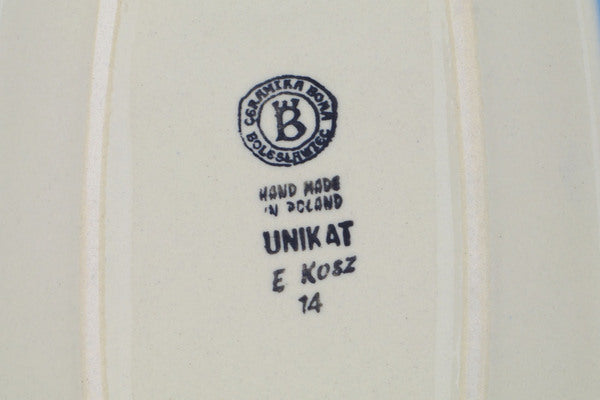 CERAMIKA BONA
B
BOLESŁAWIEC
HAND MADE
IN POLAND
UNIKAT
E KOSZ
14